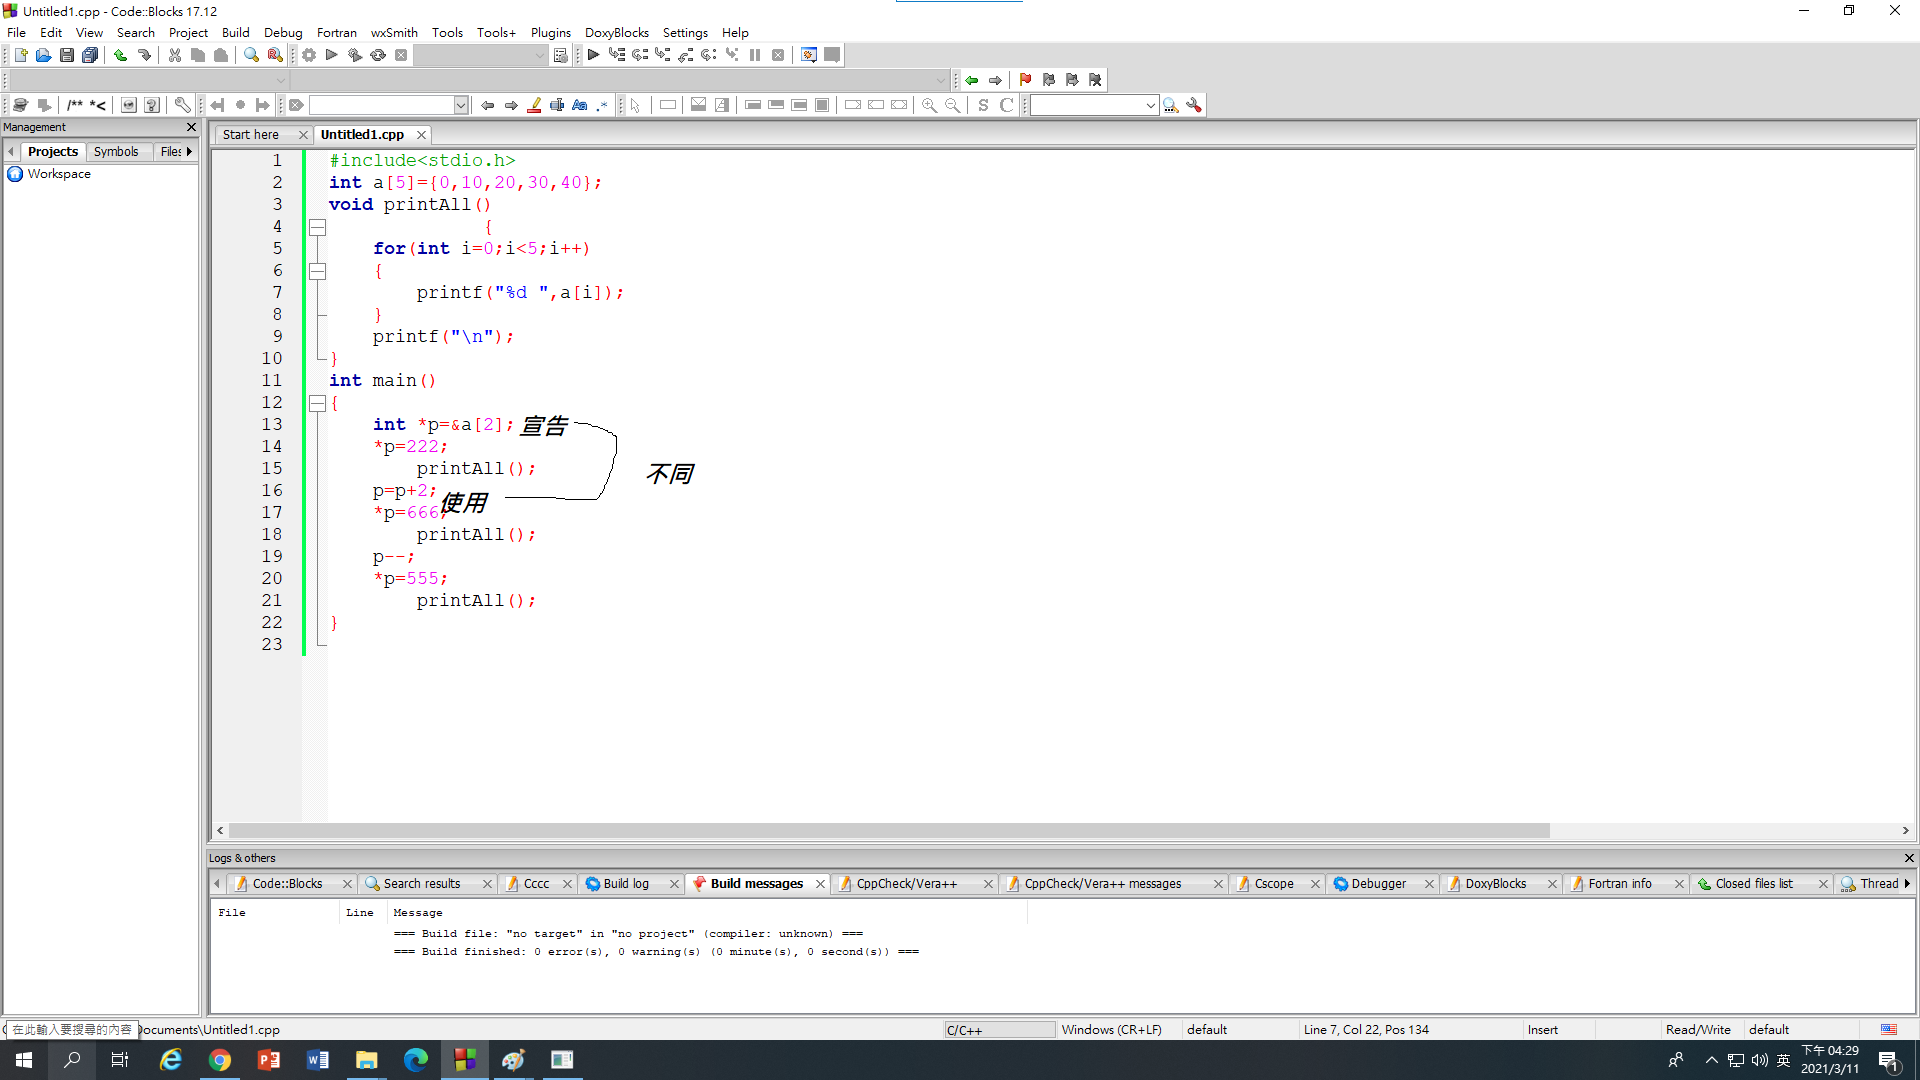 Untitled1.cpp - Code::Blocks 17.12
File Edit View Search Project Build Debug Fortran wxSmith Tools Tools+ Plugins DoxyBlocks Settings Help
/** *<
S C
Management
Start here Untitled1.cpp
Projects Symbols Files
Workspace
1 #include<stdio.h>
2 int a[5]={0,10,20,30,40};
3 void printAll()
4 {
5 for(int i=0;i<5;i++)
6 {
7 printf("%d ",a[i]);
8 }
9 printf("\n");
10 }
11 int main()
12 {
13 int *p=&a[2]; 宣告
14 *p=222;
15 printAll(); 不同
16 p=p+2; 使用
17 *p=666;
18 printAll();
19 p--;
20 *p=555;
21 printAll();
22 }
23
Logs & others
Code::Blocks Search results Cccc Build log Build messages CppCheck/Vera++ CppCheck/Vera++ messages Cscope Debugger DoxyBlocks Fortran info Closed files list Thread
File Line Message
=== Build file: "no target" in "no project" (compiler: unknown) ===
=== Build finished: 0 error(s), 0 warning(s) (0 minute(s), 0 second(s)) ===
在此輸入要搜尋的內容 Documents\Untitled1.cpp C/C++ Windows (CR+LF) default Line 7, Col 22, Pos 134 Insert Read/Write default
英 下午 04:29
2021/3/11 1